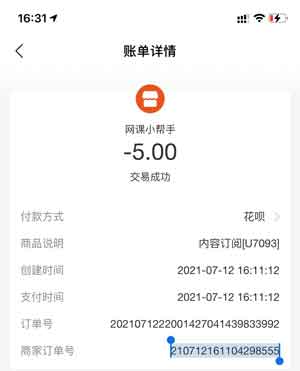 16:31
账单详情
网课小帮手
-5.00
交易成功
付款方式 花呗
商品说明 内容订阅[U7093]
创建时间 2021-07-12 16:11:12
支付时间 2021-07-12 16:11:12
订单号 2021071222001427041439833992
商家订单号 210712161104298555